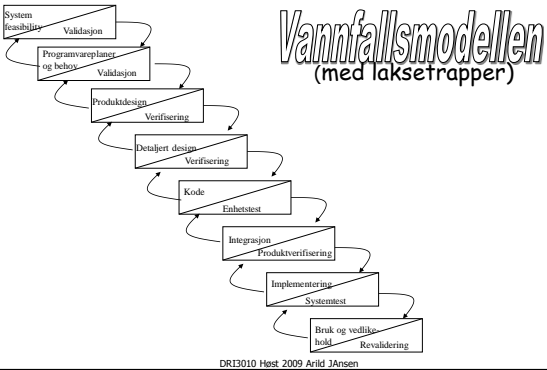 Vannfallsmodellen
(med laksetrapper)
System
feasibility
Validasjon
Programvareplaner
og behov
Validasjon
Produktdesign
Verifisering
Detaljert design
Verifisering
Kode
Enhetstest
Integrasjon
Produktverifisering
Implementering
Systemtest
Bruk og vedlike-
hold
Revalidering
DRI3010 Høst 2009 Arild JAnsen